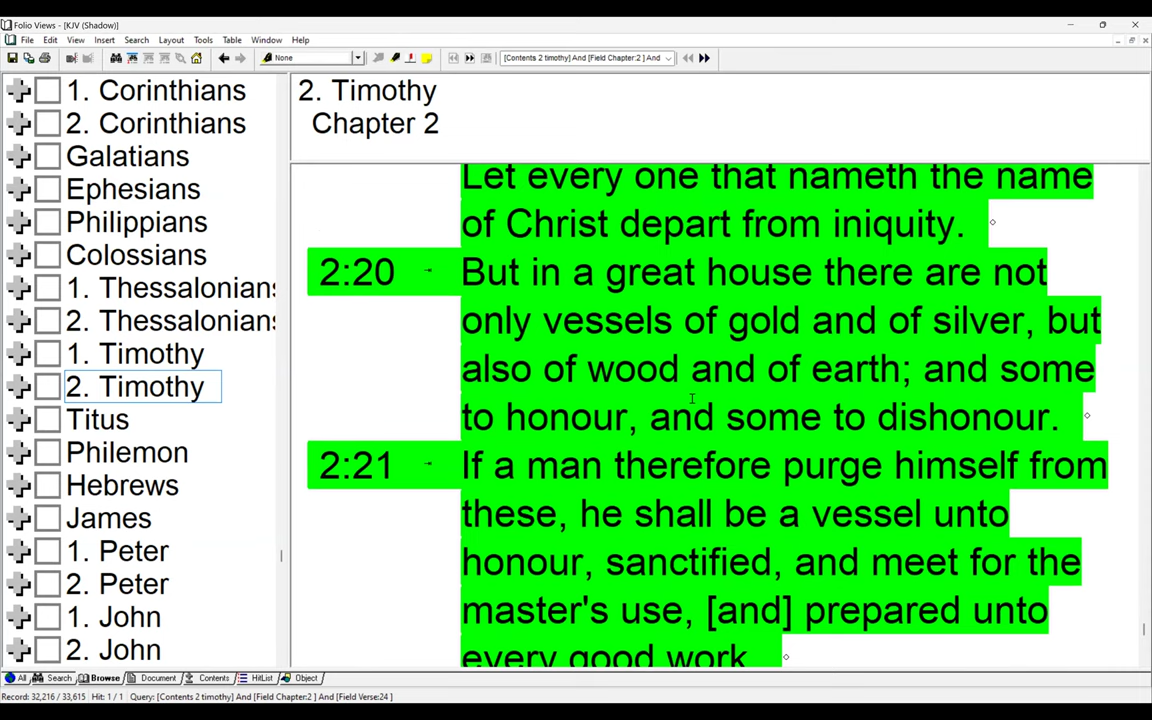 Folio Views - [KJV (Shadow)]
File Edit View Insert Search Layout Tools Table Window Help
None
[Contents 2 timothy] And [Field Chapter:2 ] And
1. Corinthians
2. Corinthians
Galatians
Ephesians
Philippians
Colossians
1. Thessalonians
2. Thessalonians
1. Timothy
2. Timothy
Titus
Philemon
Hebrews
James
1. Peter
2. Peter
1. John
2. John
2. Timothy
Chapter 2
Let every one that nameth the name
of Christ depart from iniquity.
2:20 But in a great house there are not
only vessels of gold and of silver, but
also of wood and of earth; and some
to honour, and some to dishonour.
2:21 If a man therefore purge himself from
these, he shall be a vessel unto
honour, sanctified, and meet for the
master's use, [and] prepared unto
every good work
All Search Browse Document Contents HitList Object
Record: 32,216 / 33,615 Hit: 1 / 1 Query: [Contents 2 timothy] And [Field Chapter:2 ] And [Field Verse:24 ]